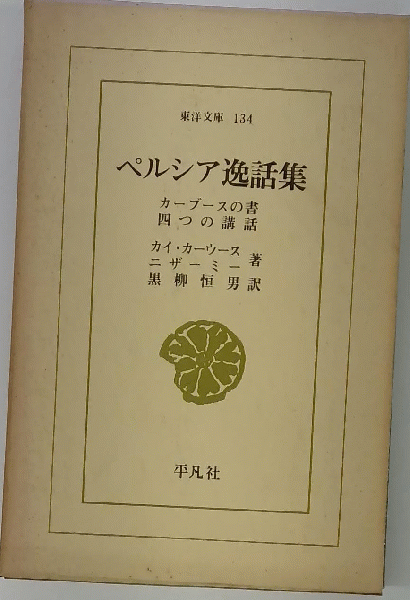 東洋文庫 134
ペルシア逸話集
カーブースの書
四つの講話
カイ・カーウース
ニザーミー 著
黒柳恒男訳
平凡社